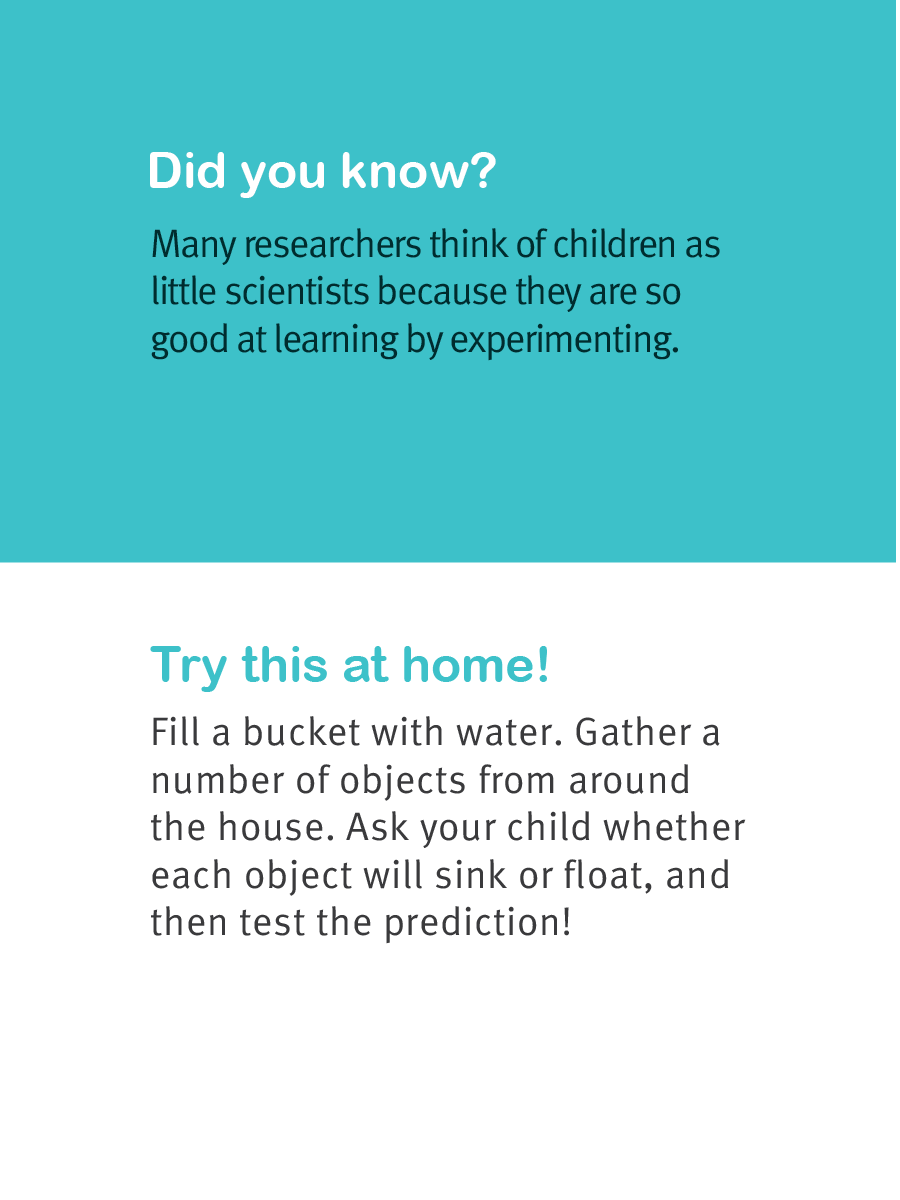 Did you know?
Many researchers think of children as
little scientists because they are so
good at learning by experimenting.
Try this at home!
Fill a bucket with water. Gather a
number of objects from around
the house. Ask your child whether
each object will sink or float, and
then test the prediction!